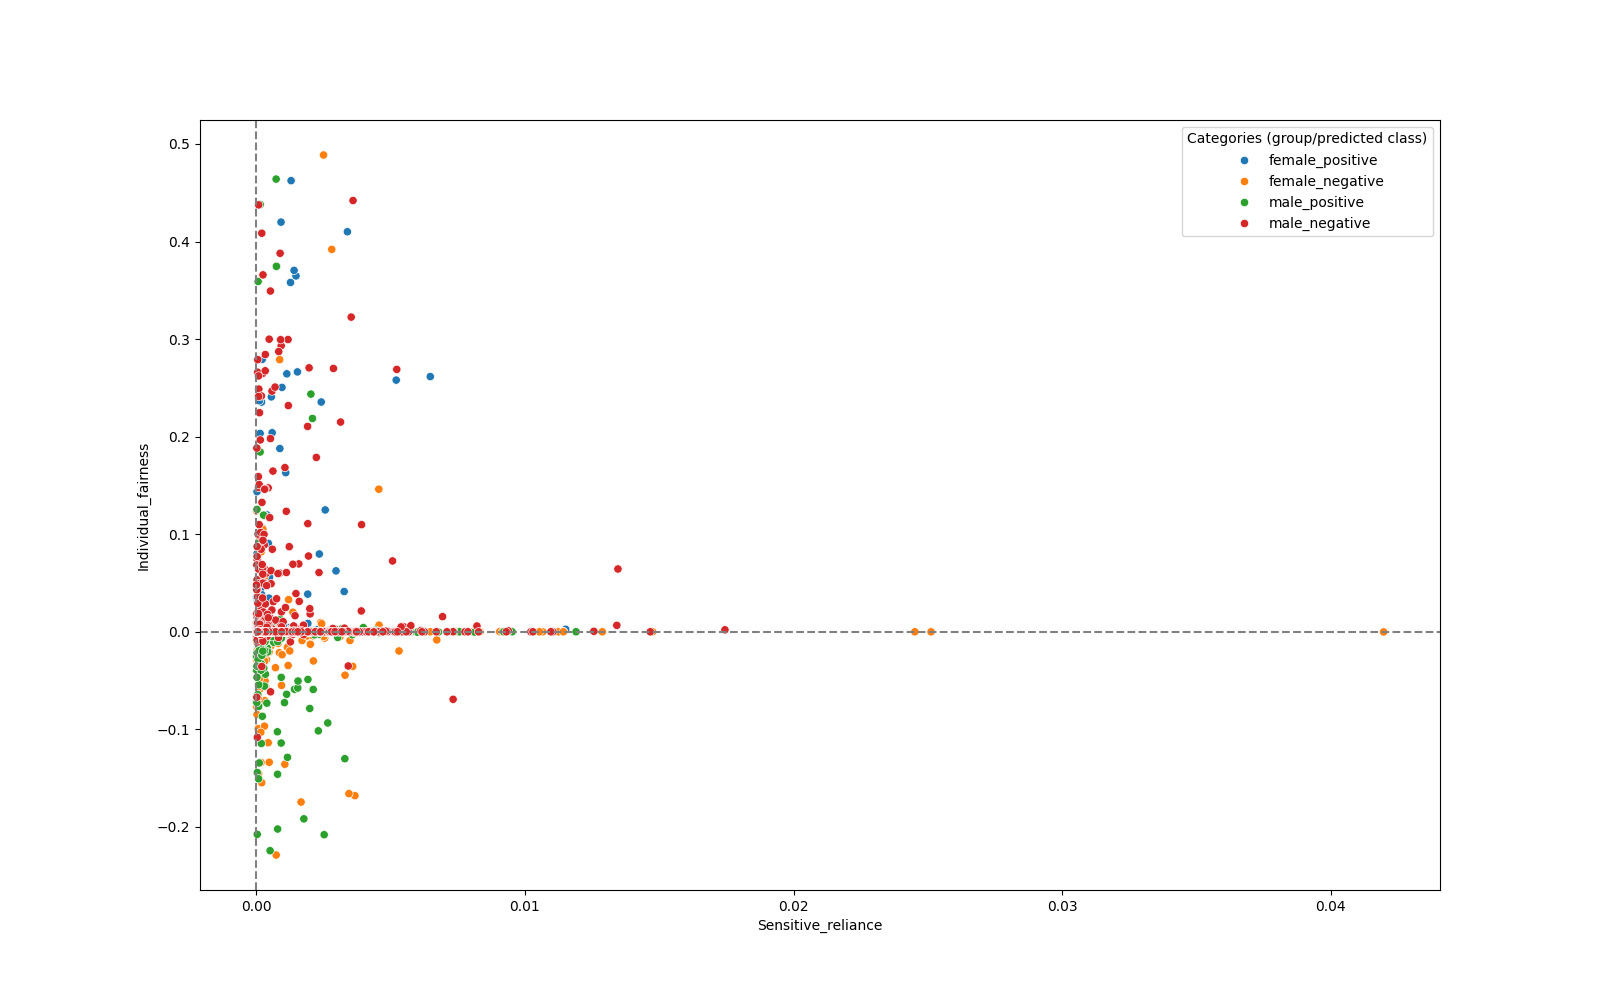 Categories (group/predicted class)
female_positive
female_negative
male_positive
male_negative
0.5
0.4
0.3
0.2
0.1
0.0
−0.1
−0.2
Individual_fairness
0.00 0.01 0.02 0.03 0.04
Sensitive_reliance